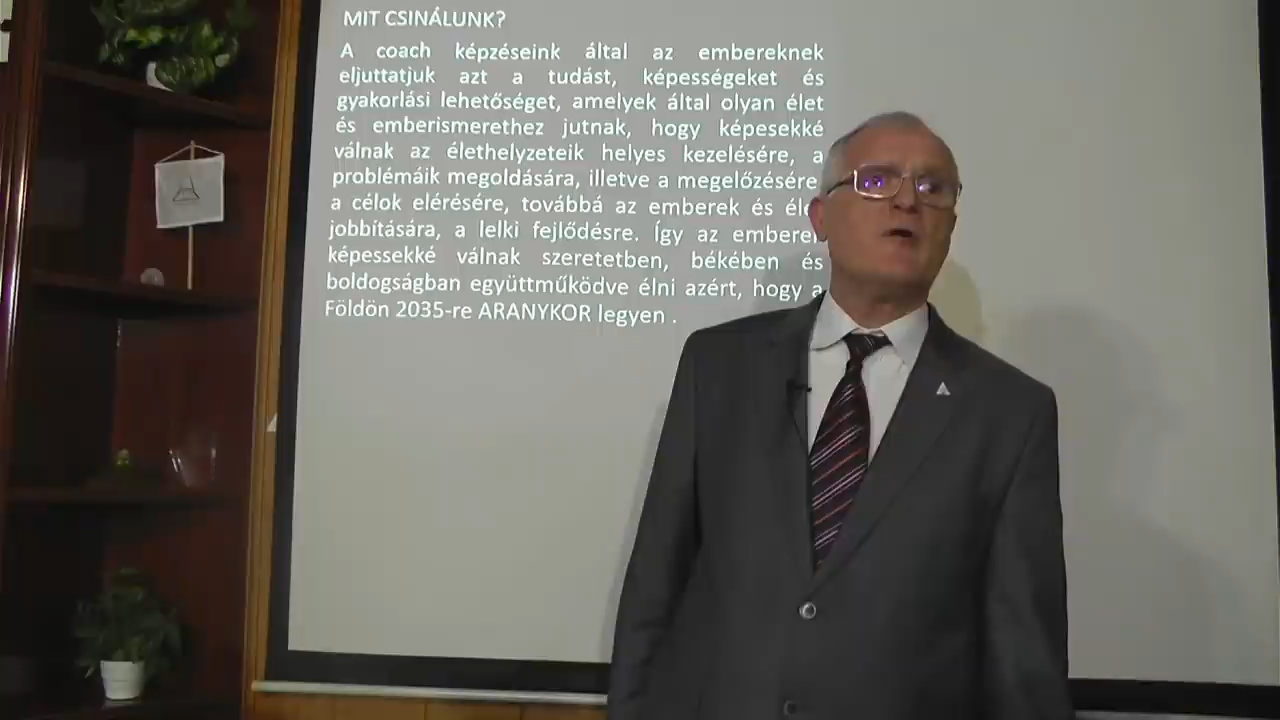 MIT CSINÁLUNK?
A coach képzéseink által az embereknek
eljuttatjuk azt a tudást, képességeket és
gyakorlási lehetőséget, amelyek által olyan élet
és emberismerethez jutnak, hogy képesekké
válnak az élethelyzeteik helyes kezelésére, a
problémáik megoldására, illetve a megelőzésére
a célok elérésére, továbbá az emberek és
jobbítására, a lelki fejlődésre. Így az
képessekké válnak szeretetben, békében és
boldogságban együttműködve élni azért, hogy a
Földön 2035-re ARANYKOR legyen .